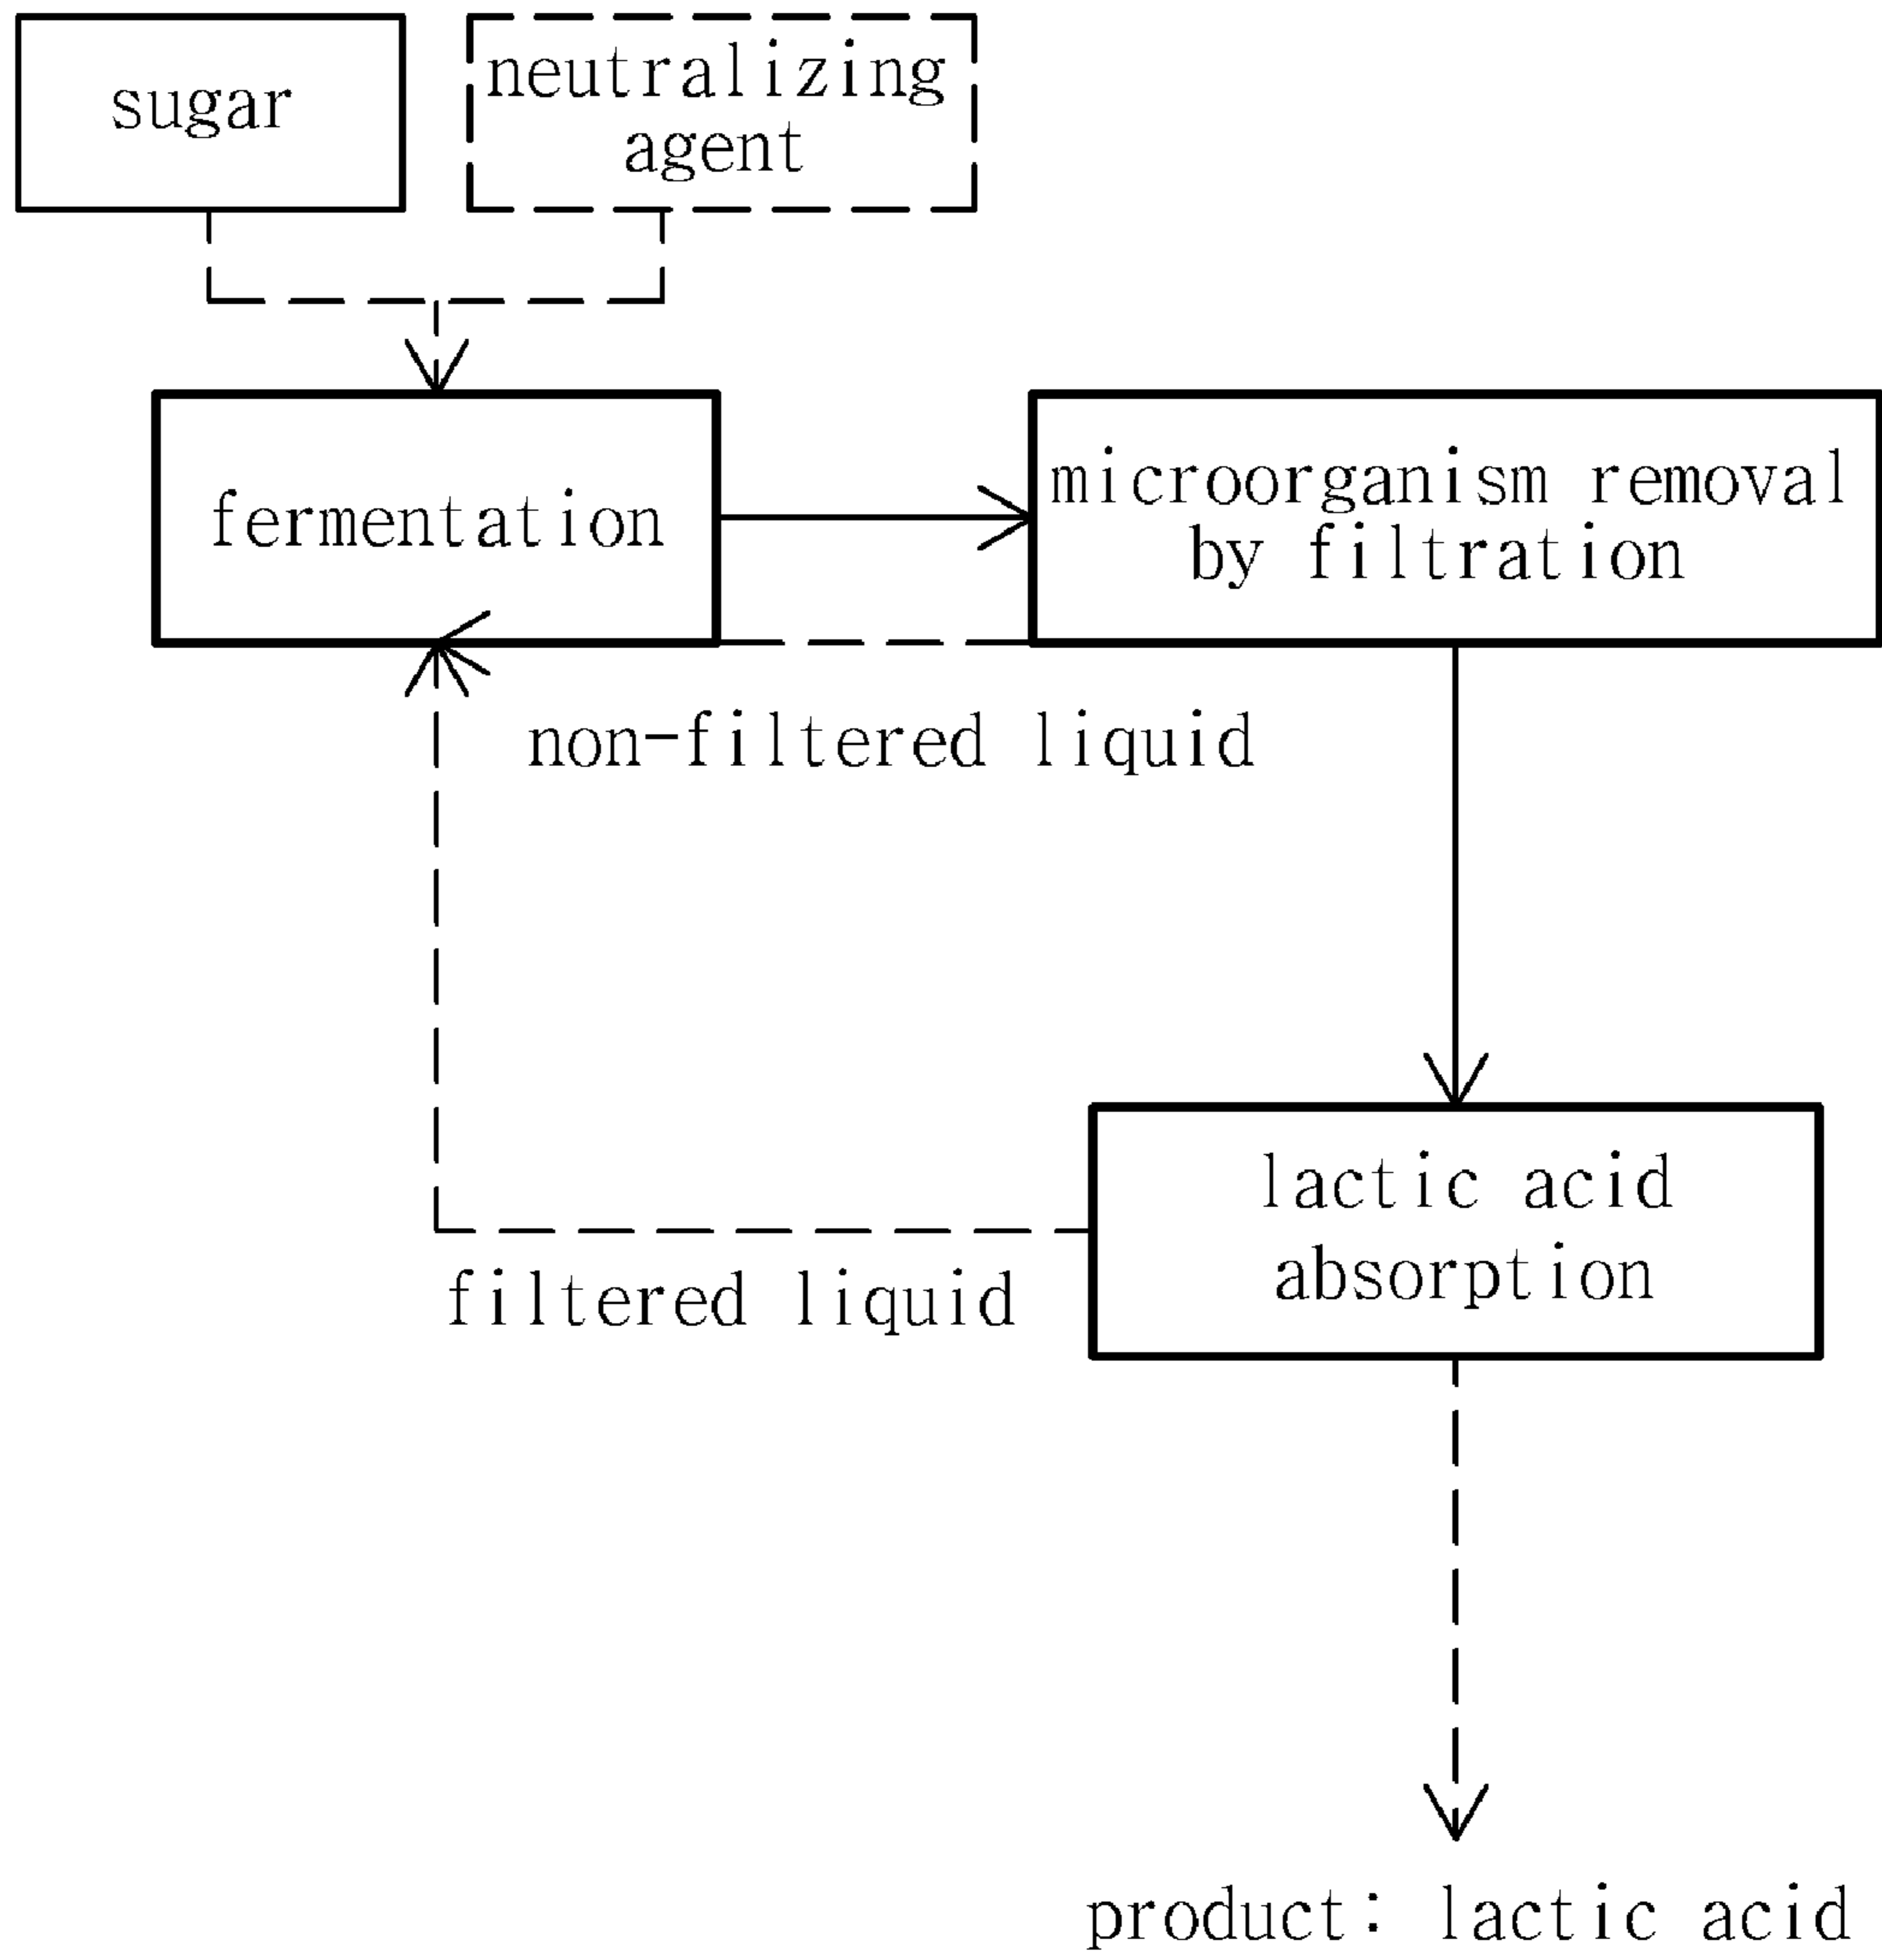 sugar
neutralizing
agent
fermentation
microorganism removal
by filtration
non-filtered liquid
lactic acid
absorption
filtered liquid
product: lactic acid